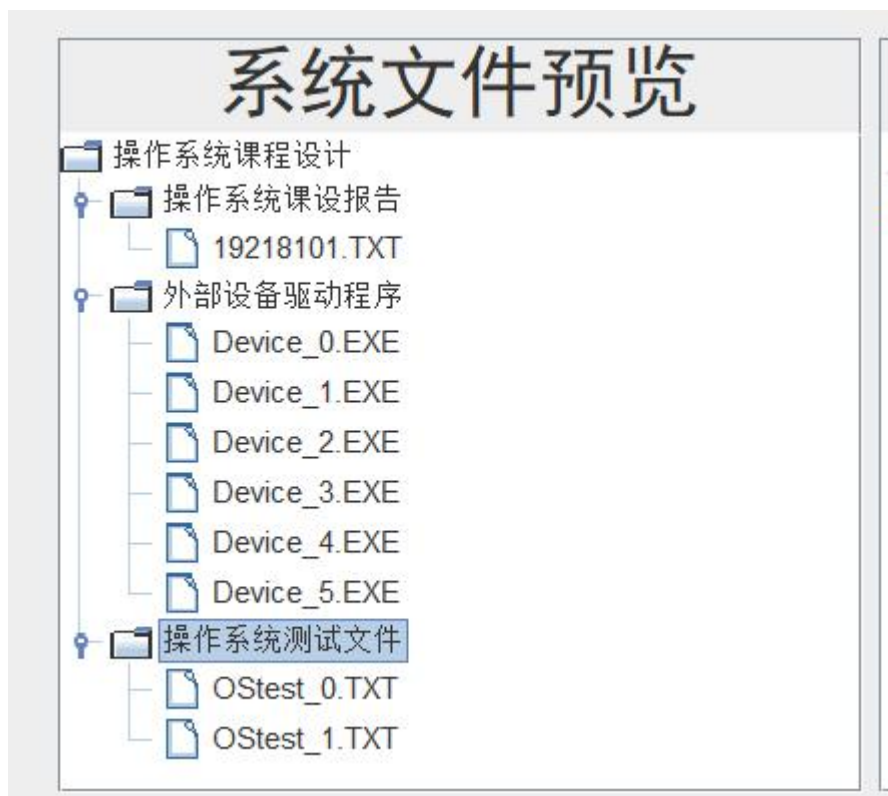 系统文件预览
操作系统课程设计
操作系统课设报告
19218101.TXT
外部设备驱动程序
Device_0.EXE
Device_1.EXE
Device_2.EXE
Device_3.EXE
Device_4.EXE
Device_5.EXE
操作系统测试文件
OStest_0.TXT
OStest_1.TXT